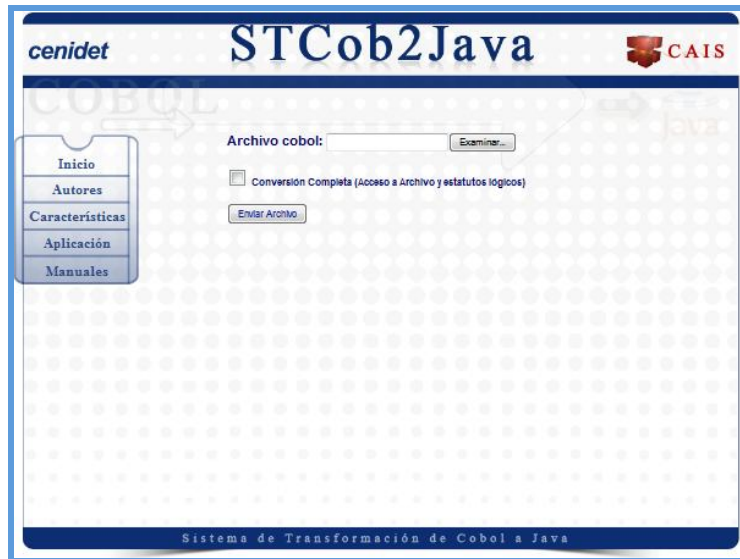 cenidet
STCob2Java
CAIS
COBOL
Java
Archivo cobol:
Examinar...
Inicio
Autores
Características
Aplicación
Manuales
Conversión Completa (Acceso a Archivo y estatutos lógicos)
Enviar Archivo
Sistema de Transformación de Cobol a Java